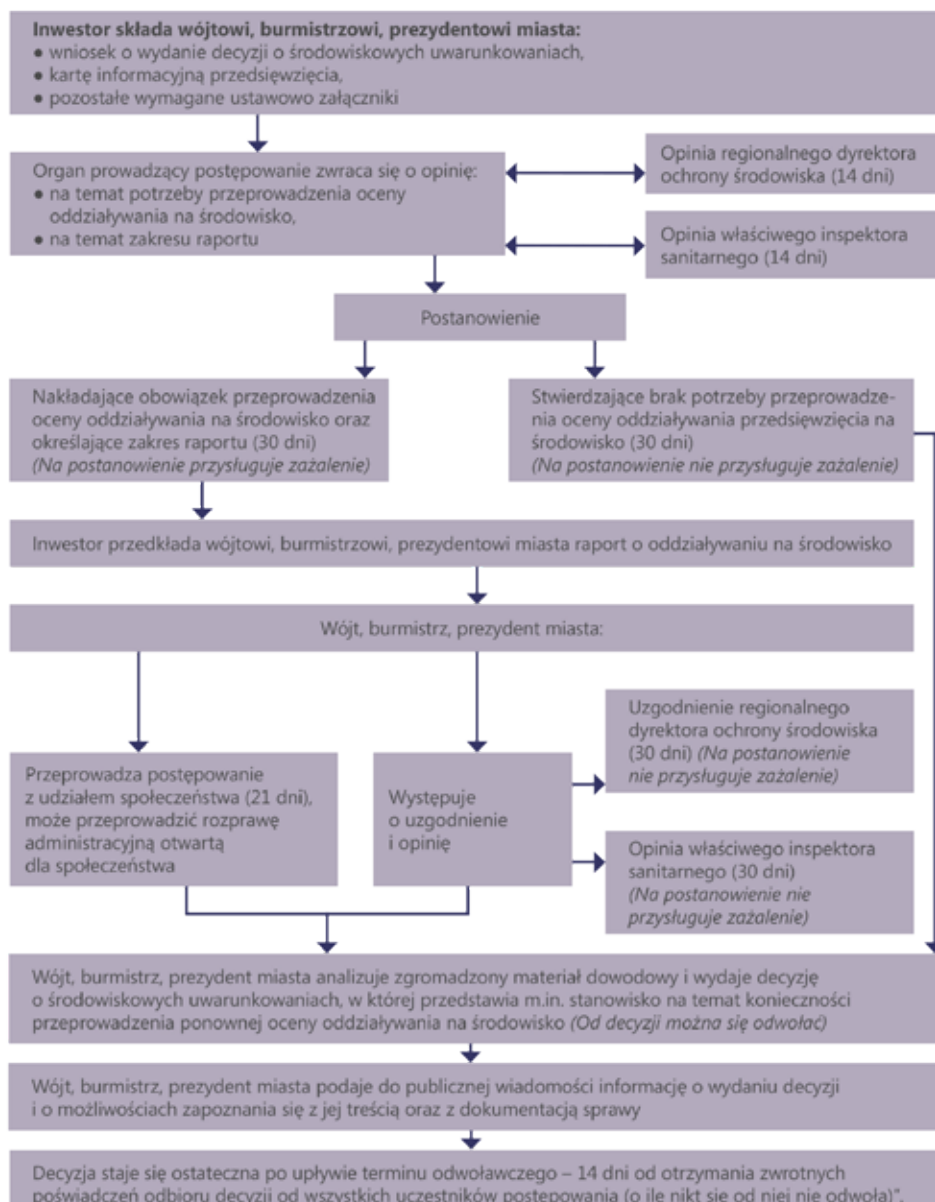 Inwestor składa wójtowi, burmistrzowi, prezydentowi miasta:
● wniosek o wydanie decyzji o środowiskowych uwarunkowaniach,
● kartę informacyjną przedsięwzięcia,
● pozostałe wymagane ustawowo załączniki
Organ prowadzący postępowanie zwraca się o opinię:
● na temat potrzeby przeprowadzenia oceny
oddziaływania na środowisko,
● na temat zakresu raportu
Opinia regionalnego dyrektora
ochrony środowiska (14 dni)
Opinia właściwego inspektora
sanitarnego (14 dni)
Postanowienie
Nakładające obowiązek przeprowadzenia
oceny oddziaływania na środowisko oraz
określające zakres raportu (30 dni)
(Na postanowienie przysługuje zażalenie)
Stwierdzające brak potrzeby przeprowadze-
nia oceny oddziaływania przedsięwzięcia na
środowisko (30 dni)
(Na postanowienie nie przysługuje zażalenie)
Inwestor przedkłada wójtowi, burmistrzowi, prezydentowi miasta raport o oddziaływaniu na środowisko
Wójt, burmistrz, prezydent miasta:
Przeprowadza postępowanie
z udziałem społeczeństwa (21 dni),
może przeprowadzić rozprawę
administracyjną otwartą
dla społeczeństwa
Występuje
o uzgodnienie
i opinię
Uzgodnienie regionalnego
dyrektora ochrony środowiska
(30 dni) (Na postanowienie
nie przysługuje zażalenie)
Opinia właściwego inspektora
sanitarnego (30 dni)
(Na postanowienie nie
przysługuje zażalenie)
Wójt, burmistrz, prezydent miasta analizuje zgromadzony materiał dowodowy i wydaje decyzję
o środowiskowych uwarunkowaniach, w której przedstawia m.in. stanowisko na temat konieczności
przeprowadzenia ponownej oceny oddziaływania na środowisko (Od decyzji można się odwołać)
Wójt, burmistrz, prezydent miasta podaje do publicznej wiadomości informację o wydaniu decyzji
i o możliwościach zapoznania się z jej treścią oraz z dokumentacją sprawy
Decyzja staje się ostateczna po upływie terminu odwoławczego – 14 dni od otrzymania zwrotnych
poświadczeń odbioru decyzji od wszystkich uczestników postępowania (o ile nikt się od niej nie odwoła)*